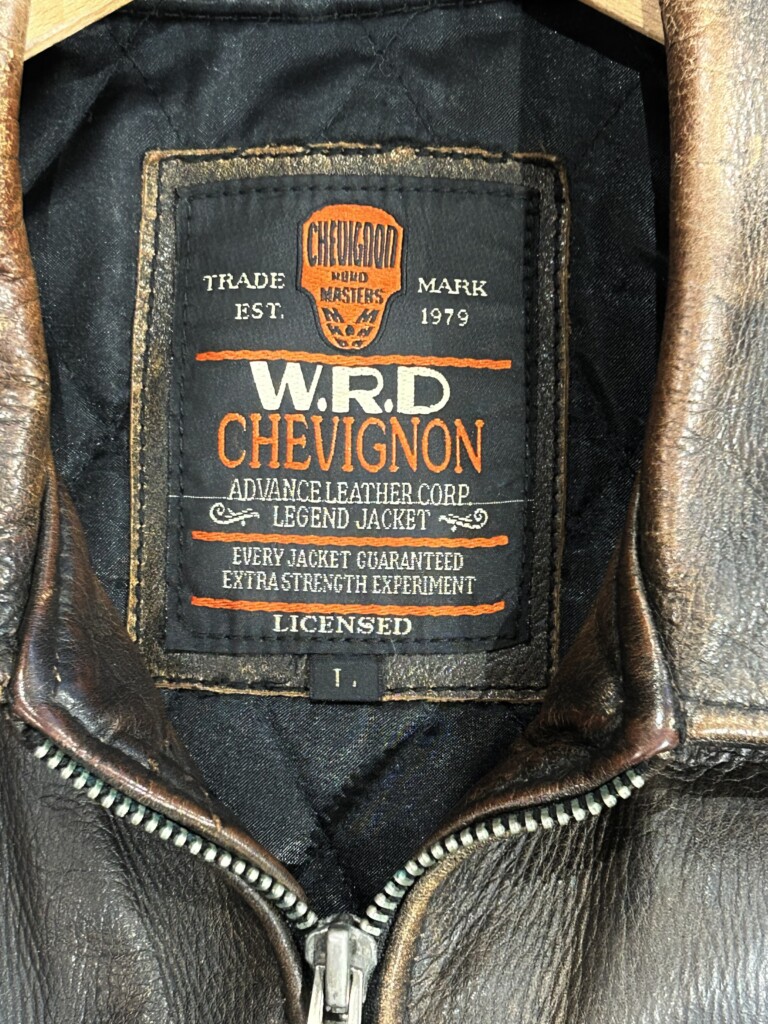 CHEVIGNON
ROAD
MASTERS
TRADE MARK
EST. 1979
W.R.D
CHEVIGNON
ADVANCE LEATHER CORP.
LEGEND JACKET
EVERY JACKET GUARANTEED
EXTRA STRENGTH EXPERIMENT
LICENSED